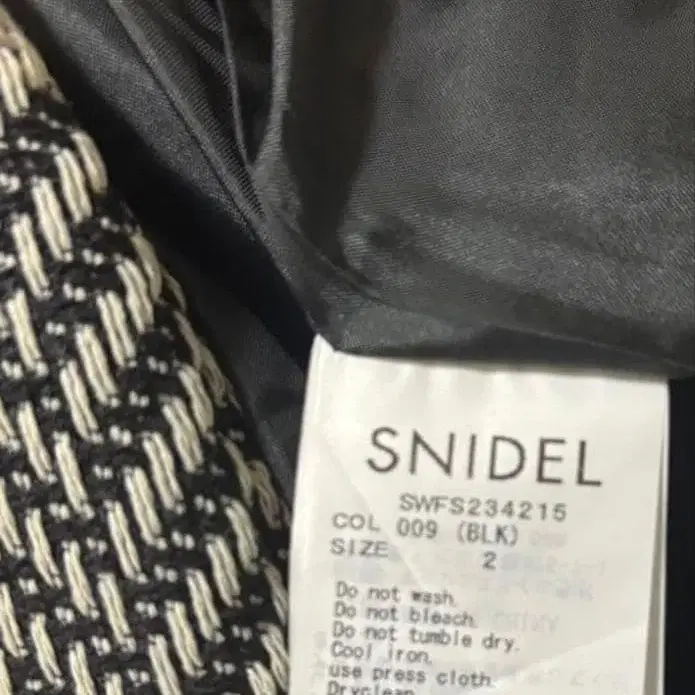 SNIDEL
SWFS234215
COL 009 (BLK)
SIZE 2
Do not wash.
Do not bleach.
Do not tumble dry.
Cool iron.
use press cloth.
Dryclean